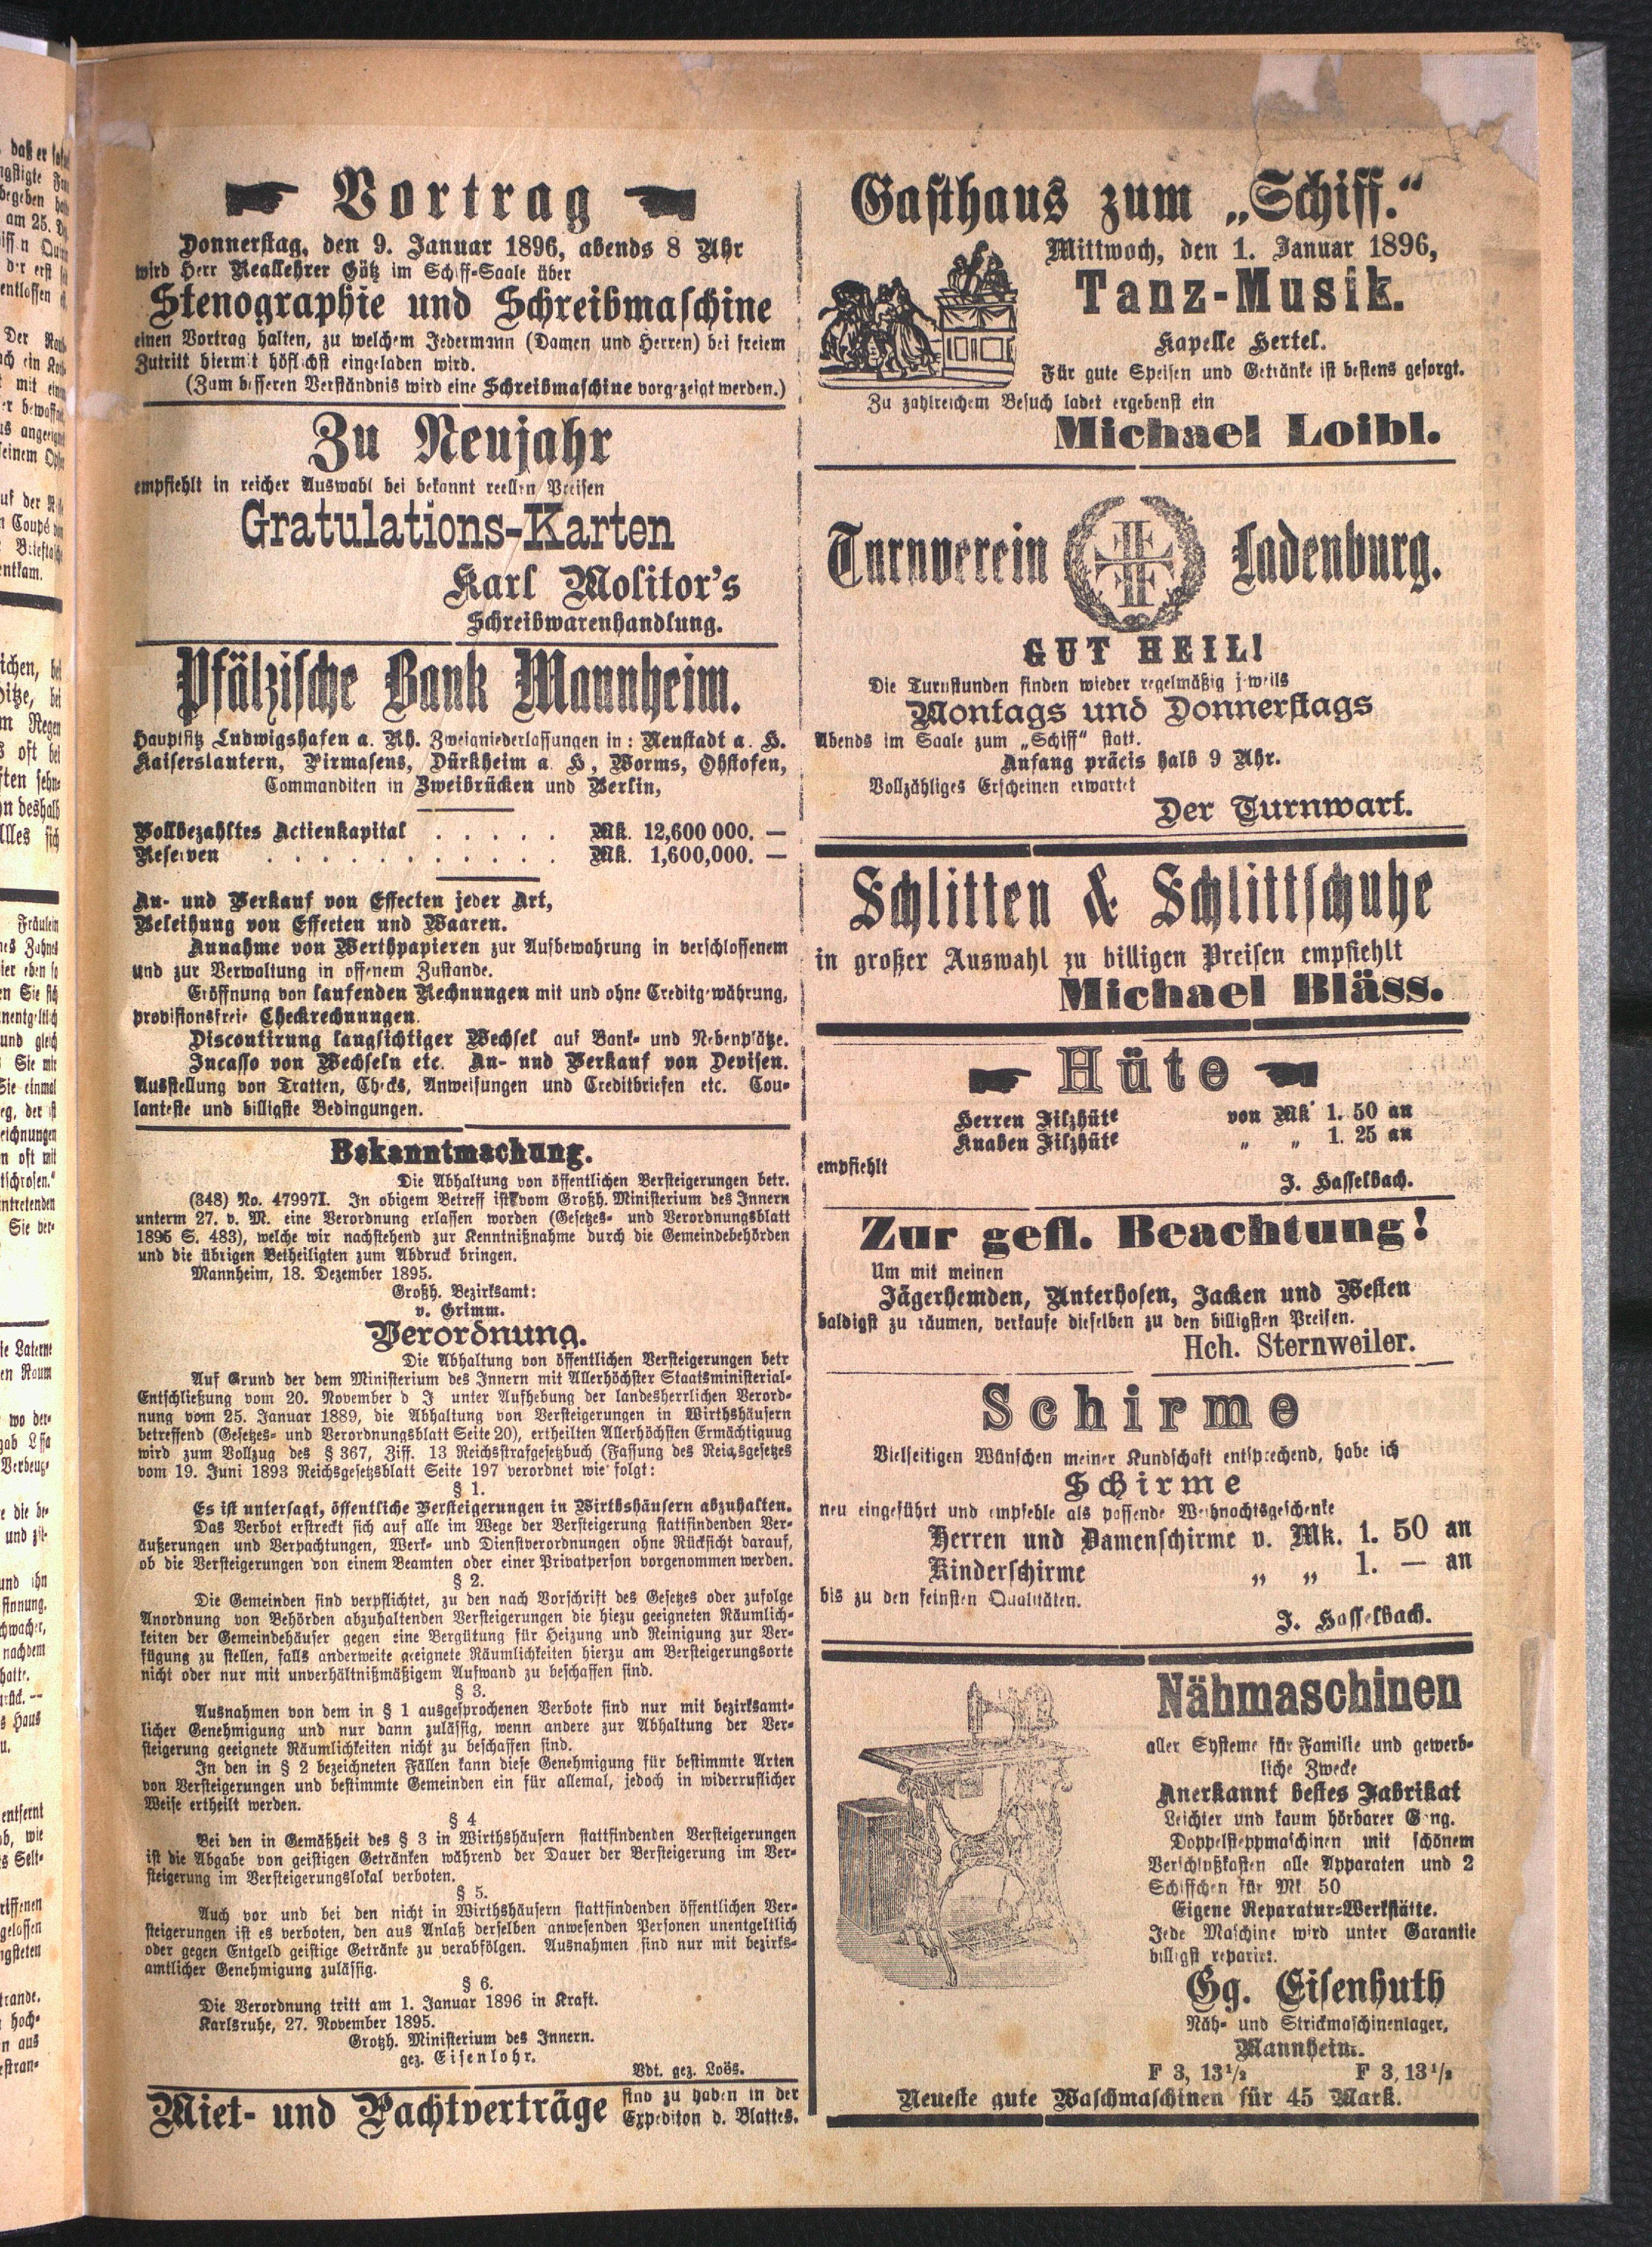 Vortrag
Donnerstag, den 9. Januar 1896, abends 8 Uhr
wird Herr Reallehrer Götz im Schiff-Saale über
Stenographie und Schreibmaschine
einen Vortrag halten, zu welchem Jedermann (Damen und Herren) bei freiem
Zutritt hiermit höflichst eingeladen wird.
(Zum besseren Verständnis wird eine Schreibmaschine vorgezeigt werden.)
Zu Neujahr
empfiehlt in reicher Auswahl bei bekannt reellen Preisen
Gratulations-Karten
Karl Molitor's
Schreibwarenhandlung.
Pfälzische Bank Mannheim.
Hauptsitz Ludwigshafen a. Rh. Zweigniederlassungen in: Neustadt a. H.
Kaiserslautern, Pirmasens, Dürkheim a H, Worms, Osthofen,
Commanditen in Zweibrücken und Berlin,
Vollbezahltes Actienkapital . . . . . Mk. 12,600 000. —
Reserven . . . . . . . . . . . Mk. 1,600,000. —
An- und Verkauf von Effecten jeder Art,
Beleihung von Effecten und Waaren.
Annahme von Werthpapieren zur Aufbewahrung in verschlossenem
und zur Verwaltung in offenem Zustande.
Eröffnung von laufenden Rechnungen mit und ohne Creditgewährung,
provisionsfreie Checkrechnungen.
Discontirung langsichtiger Wechsel auf Bank- und Nebenplätze.
Incasso von Wechseln etc. An- und Verkauf von Devisen.
Ausstellung von Tratten, Checks, Anweisungen und Creditbriefen etc. Cou-
lanteste und billigste Bedingungen.
Bekanntmachung.
Die Abhaltung von öffentlichen Versteigerungen betr.
(348) No. 47997I. In obigem Betreff ist vom Großh. Ministerium des Innern
unterm 27. v. M. eine Verordnung erlassen worden (Gesetzes- und Verordnungsblatt
1895 S. 483), welche wir nachstehend zur Kenntnißnahme durch die Gemeindebehörden
und die übrigen Betheiligten zum Abdruck bringen.
Mannheim, 18. Dezember 1895.
Großh. Bezirksamt:
v. Grimm.
Verordnung.
Die Abhaltung von öffentlichen Versteigerungen betr
Auf Grund der dem Ministerium des Innern mit Allerhöchster Staatsministerial-
Entschließung vom 20. November d J unter Aufhebung der landesherrlichen Verord-
nung vom 25. Januar 1889, die Abhaltung von Versteigerungen in Wirthshäusern
betreffend (Gesetzes- und Verordnungsblatt Seite 20), ertheilten Allerhöchsten Ermächtigung
wird zum Vollzug des § 367, Ziff. 13 Reichsstrafgesetzbuch (Fassung des Reichsgesetzes
vom 19. Juni 1893 Reichsgesetzblatt Seite 197 verordnet wie folgt:
§ 1.
Es ist untersagt, öffentliche Versteigerungen in Wirthshäusern abzuhalten.
Das Verbot erstreckt sich auf alle im Wege der Versteigerung stattfindenden Ver-
äußerungen und Verpachtungen, Werk- und Dienstverordnungen ohne Rücksicht darauf,
ob die Versteigerungen von einem Beamten oder einer Privatperson vorgenommen werden.
§ 2.
Die Gemeinden sind verpflichtet, zu den nach Vorschrift des Gesetzes oder zufolge
Anordnung von Behörden abzuhaltenden Versteigerungen die hiezu geeigneten Räumlich-
keiten der Gemeindehäuser gegen eine Bergütung für Heizung und Reinigung zur Ver-
fügung zu stellen, falls anderweite geeignete Räumlichkeiten hierzu am Versteigerungsorte
nicht oder nur mit unverhältnißmäßigem Aufwand zu beschaffen sind.
§ 3.
Ausnahmen von dem in § 1 ausgesprochenen Verbote sind nur mit bezirksamt-
licher Genehmigung und nur dann zulässig, wenn andere zur Abhaltung der Ver-
steigerung geeignete Räumlichkeiten nicht zu beschaffen sind.
In den in § 2 bezeichneten Fällen kann diese Genehmigung für bestimmte Arten
von Versteigerungen und bestimmte Gemeinden ein für allemal, jedoch in widerruflicher
Weise ertheilt werden.
§ 4
Bei den in Gemäßheit des § 3 in Wirthshäusern stattfindenden Versteigerungen
ist die Abgabe von geistigen Getränken während der Dauer der Versteigerung im Ver-
steigerung im Versteigerungslokal verboten.
§ 5.
Auch vor und bei den nicht in Wirthshäusern stattfindenden öffentlichen Ver-
steigerungen ist es verboten, den aus Anlaß derselben anwesenden Personen unentgeltlich
oder gegen Entgeld geistige Getränke zu verabfolgen. Ausnahmen sind nur mit bezirks-
amtlicher Genehmigung zulässig.
§ 6.
Die Verordnung tritt am 1. Januar 1896 in Kraft.
Karlsruhe, 27. November 1895.
Großh. Ministerium des Innern.
gez. Eisenlohr.
Vdt. gez. Loös.
Miet- und Pachtverträge sind zu haben in der
Expediton d. Blattes.
Gasthaus zum „Schiff."
Mittwoch, den 1. Januar 1896,
Tanz-Musik.
Kapelle Hertel.
Für gute Speisen und Getränke ist bestens gesorgt.
Zu zahlreichem Besuch ladet ergebenst ein
Michael Loibl.
Turnverein Ladenburg.
GUT HEIL!
Die Turnstunden finden wieder regelmäßig jeweils
Montags und Donnerstags
Abends im Saale zum „Schiff" statt.
Anfang präcis halb 9 Uhr.
Vollzähliges Erscheinen erwartet
Der Turnwart.
Schlitten & Schlittschuhe
in großer Auswahl zu billigen Preisen empfiehlt
Michael Bläss.
Hüte
Herren Filzhüte von Mk 1. 50 an
Knaben Filzhüte „ „ 1. 25 an
empfiehlt
J. Hasselbach.
Zur gefl. Beachtung!
Um mit meinen
Jägerhemden, Unterhosen, Jacken und Westen
baldigst zu räumen, verkaufe dieselben zu den billigsten Preisen.
Hch. Sternweiler.
Schirme
Vielseitigen Wünschen meiner Kundschaft entsprechend, habe ich
Schirme
neu eingeführt und empfehle als passende Weihnachtsgeschenke
Herren und Damenschirme v. Mk. 1. 50 an
Kinderschirme „ „ 1. — an
bis zu den feinsten Qualitäten.
J. Hasselbach.
Nähmaschinen
aller Systeme für Familie und gewerb-
liche Zwecke
Anerkannt bestes Fabrikat
Leichter und kaum hörbarer Gang.
Doppelsteppmaschinen mit schönem
Verschlußkasten alle Apparaten und 2
Schiffchen für Mk 50
Eigene Reparatur-Werkstätte.
Jede Maschine wird unter Garantie
billigst repariert.
Gg. Eisenhuth
Näh- und Strickmaschinenlager,
Mannheim.
F 3, 13½ F 3, 13½
Neueste gute Waschmaschinen für 45 Mark.